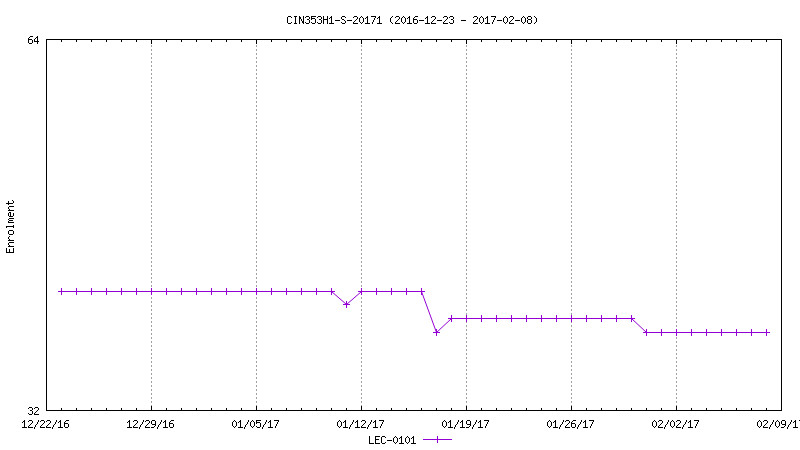 CIN353H1-S-20171 (2016-12-23 - 2017-02-08)
64
Enrolment
32
12/22/16 12/29/16 01/05/17 01/12/17 01/19/17 01/26/17 02/02/17 02/09/1
LEC-0101